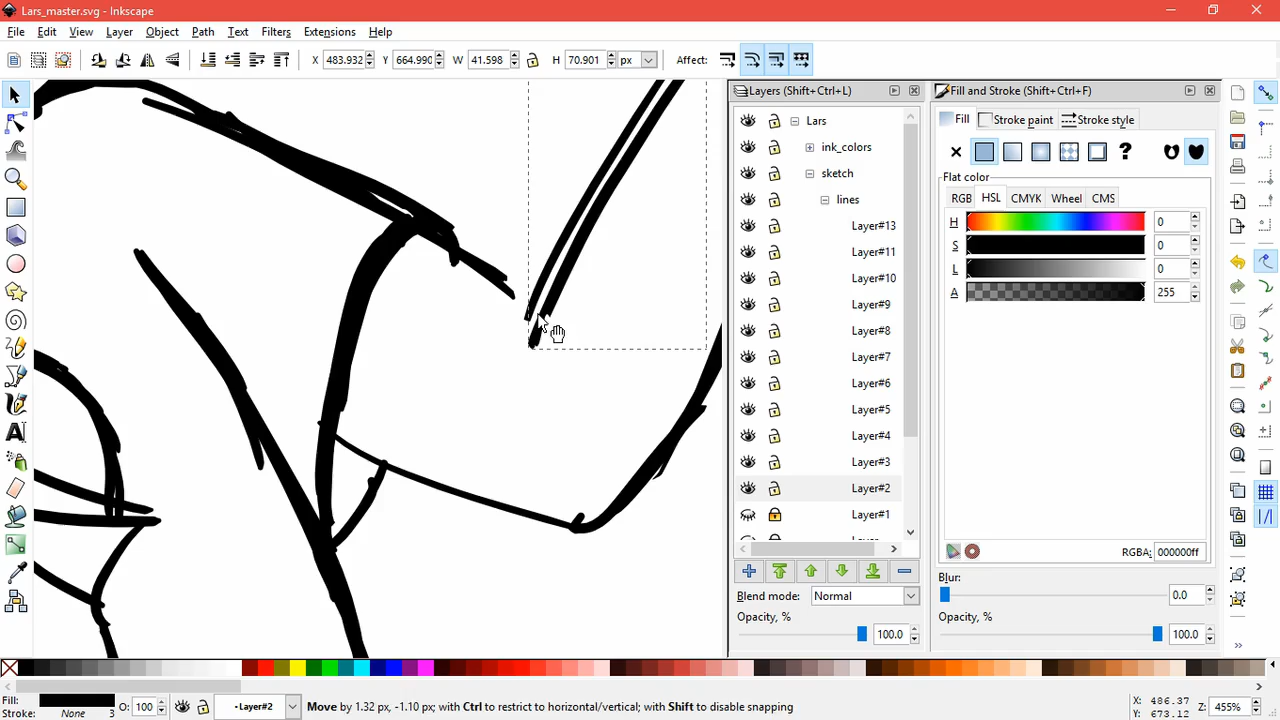 Lars_master.svg - Inkscape
File Edit View Layer Object Path Text Filters Extensions Help
X 483.932 Y 664.990 W 41.598 H 70.901 px Affect:
Layers (Shift+Ctrl+L)
Lars
ink_colors
sketch
lines
Layer#13
Layer#11
Layer#10
Layer#9
Layer#8
Layer#7
Layer#6
Layer#5
Layer#4
Layer#3
Layer#2
Layer#1
Blend mode: Normal
Opacity, %
100.0
Fill and Stroke (Shift+Ctrl+F)
Fill Stroke paint Stroke style
Flat color
RGB HSL CMYK Wheel CMS
H 0
S 0
L 0
A 255
RGBA: 000000ff
Blur:
0.0
Opacity, %
100.0
Fill:
Stroke: None 3
O: 100
Layer#2
Move by 1.32 px, -1.10 px; with Ctrl to restrict to horizontal/vertical; with Shift to disable snapping
X: 486.37
Y: 673.12
Z: 455%